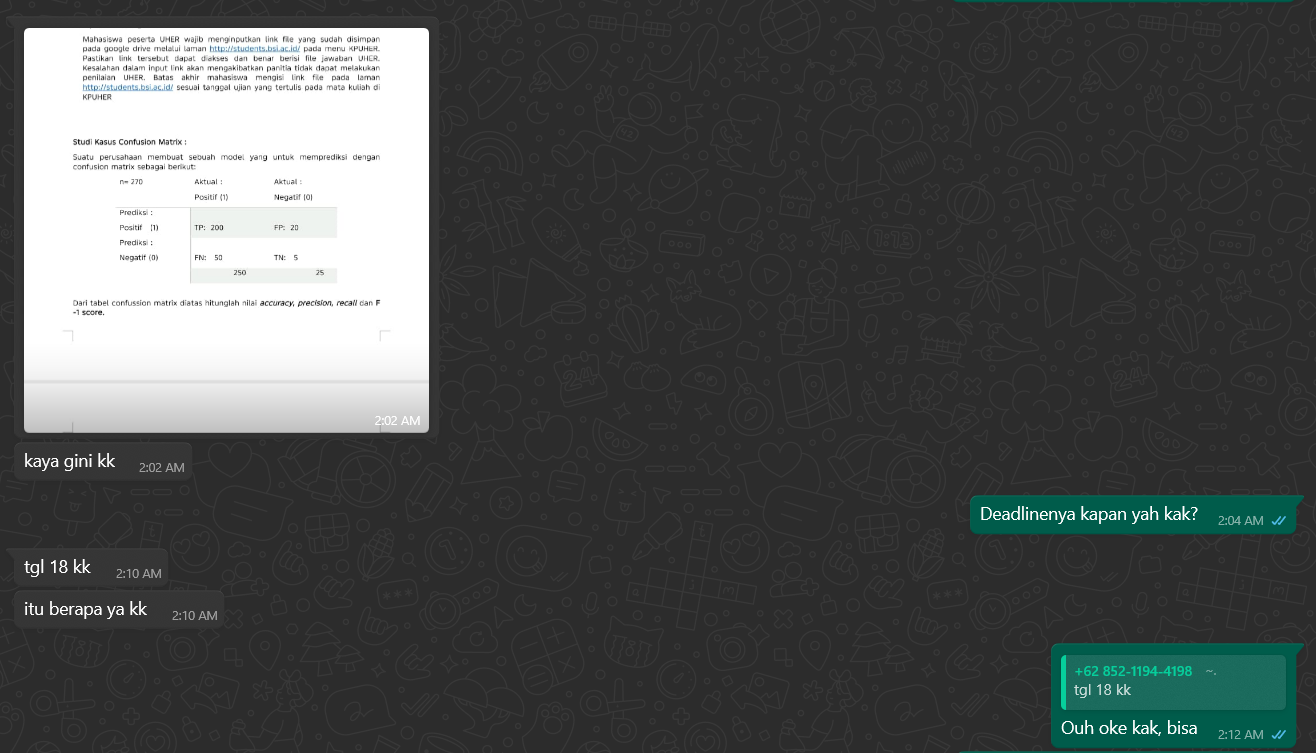 Mahasiswa peserta UHER wajib menginputkan link file yang sudah disimpan
pada google drive melalui laman http://students.bsi.ac.id/ pada menu KPUHER.
Pastikan link tersebut dapat diakses dan benar berisi file jawaban UHER.
Kesalahan dalam input link akan mengakibatkan panitia tidak dapat melakukan
penilaian UHER. Batas akhir mahasiswa mengisi link file pada laman
http://students.bsi.ac.id/ sesuai tanggal ujian yang tertulis pada mata kuliah di
KPUHER
Studi Kasus Confusion Matrix :
Suatu perusahaan membuat sebuah model yang untuk memprediksi dengan
confusion matrix sebagai berikut:
n= 270 Aktual : Aktual :
Positif (1) Negatif (0)
Prediksi :
Positif (1) TP: 200 FP: 20
Prediksi :
Negatif (0) FN: 50 TN: 5
250 25
Dari tabel confussion matrix diatas hitunglah nilai accuracy, precision, recall dan F
-1 score.
2:02 AM
kaya gini kk 2:02 AM
Deadlinenya kapan yah kak? 2:04 AM
tgl 18 kk 2:10 AM
itu berapa ya kk 2:10 AM
+62 852-1194-4198 ~.
tgl 18 kk
Ouh oke kak, bisa 2:12 AM